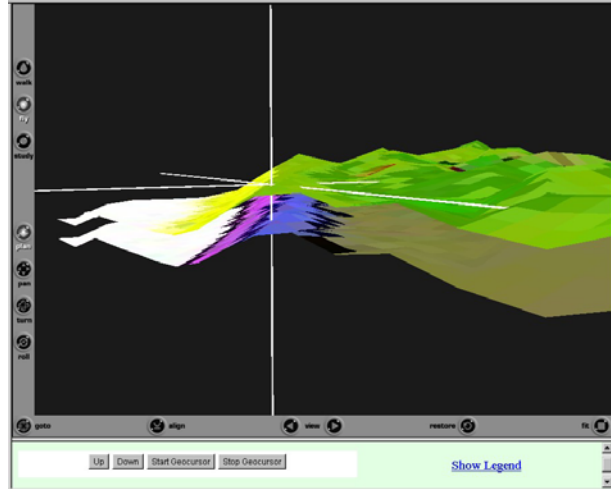 walk
fly
study
plan
pan
turn
roll
goto
align
view
restore
fit
Up
Down
Start Geocursor
Stop Geocursor
Show Legend